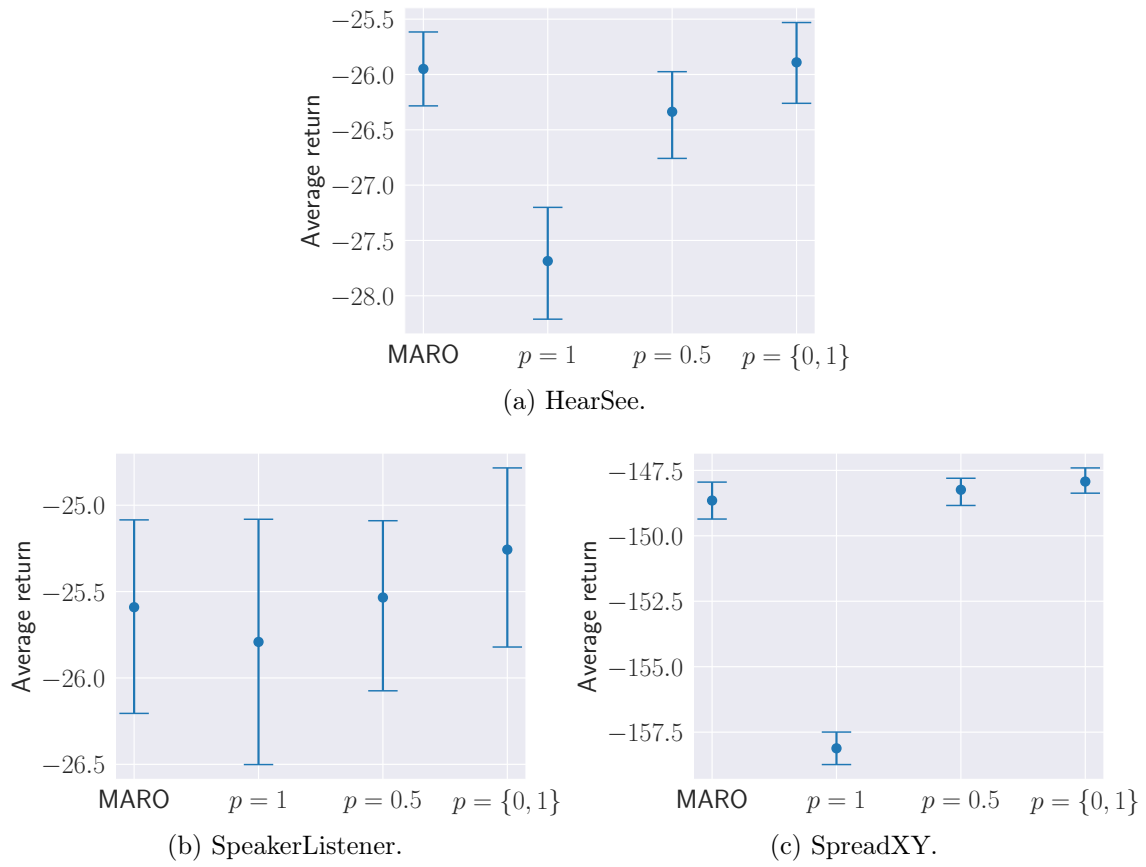 −25.5
−26.0
−26.5
−27.0
−27.5
−28.0
Average return
MARO
p = 1
p = 0.5
p = {0, 1}
(a) HearSee.
−25.0
−25.5
−26.0
−26.5
Average return
MARO
p = 1
p = 0.5
p = {0, 1}
(b) SpeakerListener.
−147.5
−150.0
−152.5
−155.0
−157.5
Average return
MARO
p = 1
p = 0.5
p = {0, 1}
(c) SpreadXY.